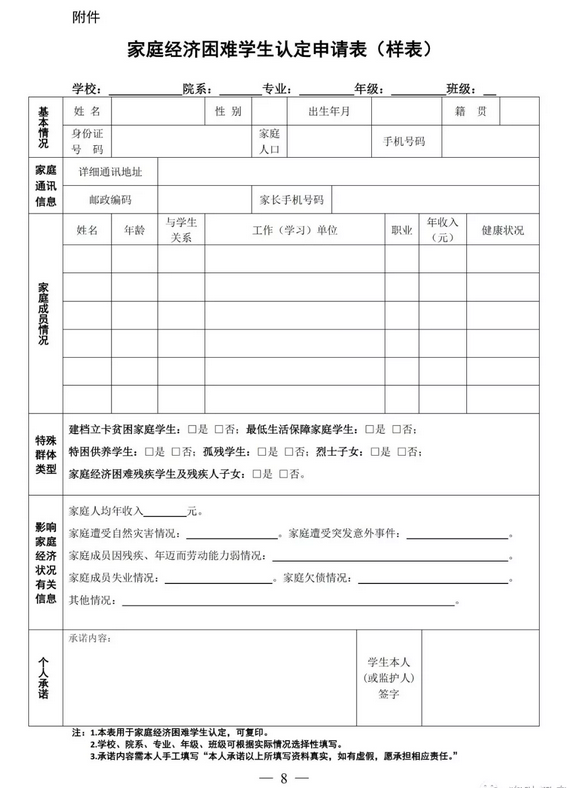 附件
家庭经济困难学生认定申请表（样表）
学校：院系：专业：年级：班级：
基本情况
姓 名
性 别
出生年月
籍 贯
身份证号 码
家庭人口
手机号码
家庭通讯信息
详细通讯地址
邮政编码
家长手机号码
家庭成员情况
姓名
年龄
与学生关系
工作（学习）单位
职业
年收入（元）
健康状况
特殊群体类型
建档立卡贫困家庭学生：□是 □否；最低生活保障家庭学生：□是 □否；
特困供养学生：□是 □否；孤残学生：□是 □否；烈士子女：□是 □否；
家庭经济困难残疾学生及残疾人子女：□是 □否。
影响家庭经济状况有关信息
家庭人均年收入元。
家庭遭受自然灾害情况：。家庭遭受突发意外事件：。
家庭成员因残疾、年迈而劳动能力弱情况：。
家庭成员失业情况：。家庭欠债情况：。
其他情况：。
个人承诺
承诺内容：
学生本人
(或监护人)
签字
注：1.本表用于家庭经济困难学生认定，可复印。
2.学校、院系、专业、年级、班级可根据实际情况选择性填写。
3.承诺内容需本人手工填写“本人承诺以上所填写资料真实，如有虚假，愿承担相应责任。”
— 8 —